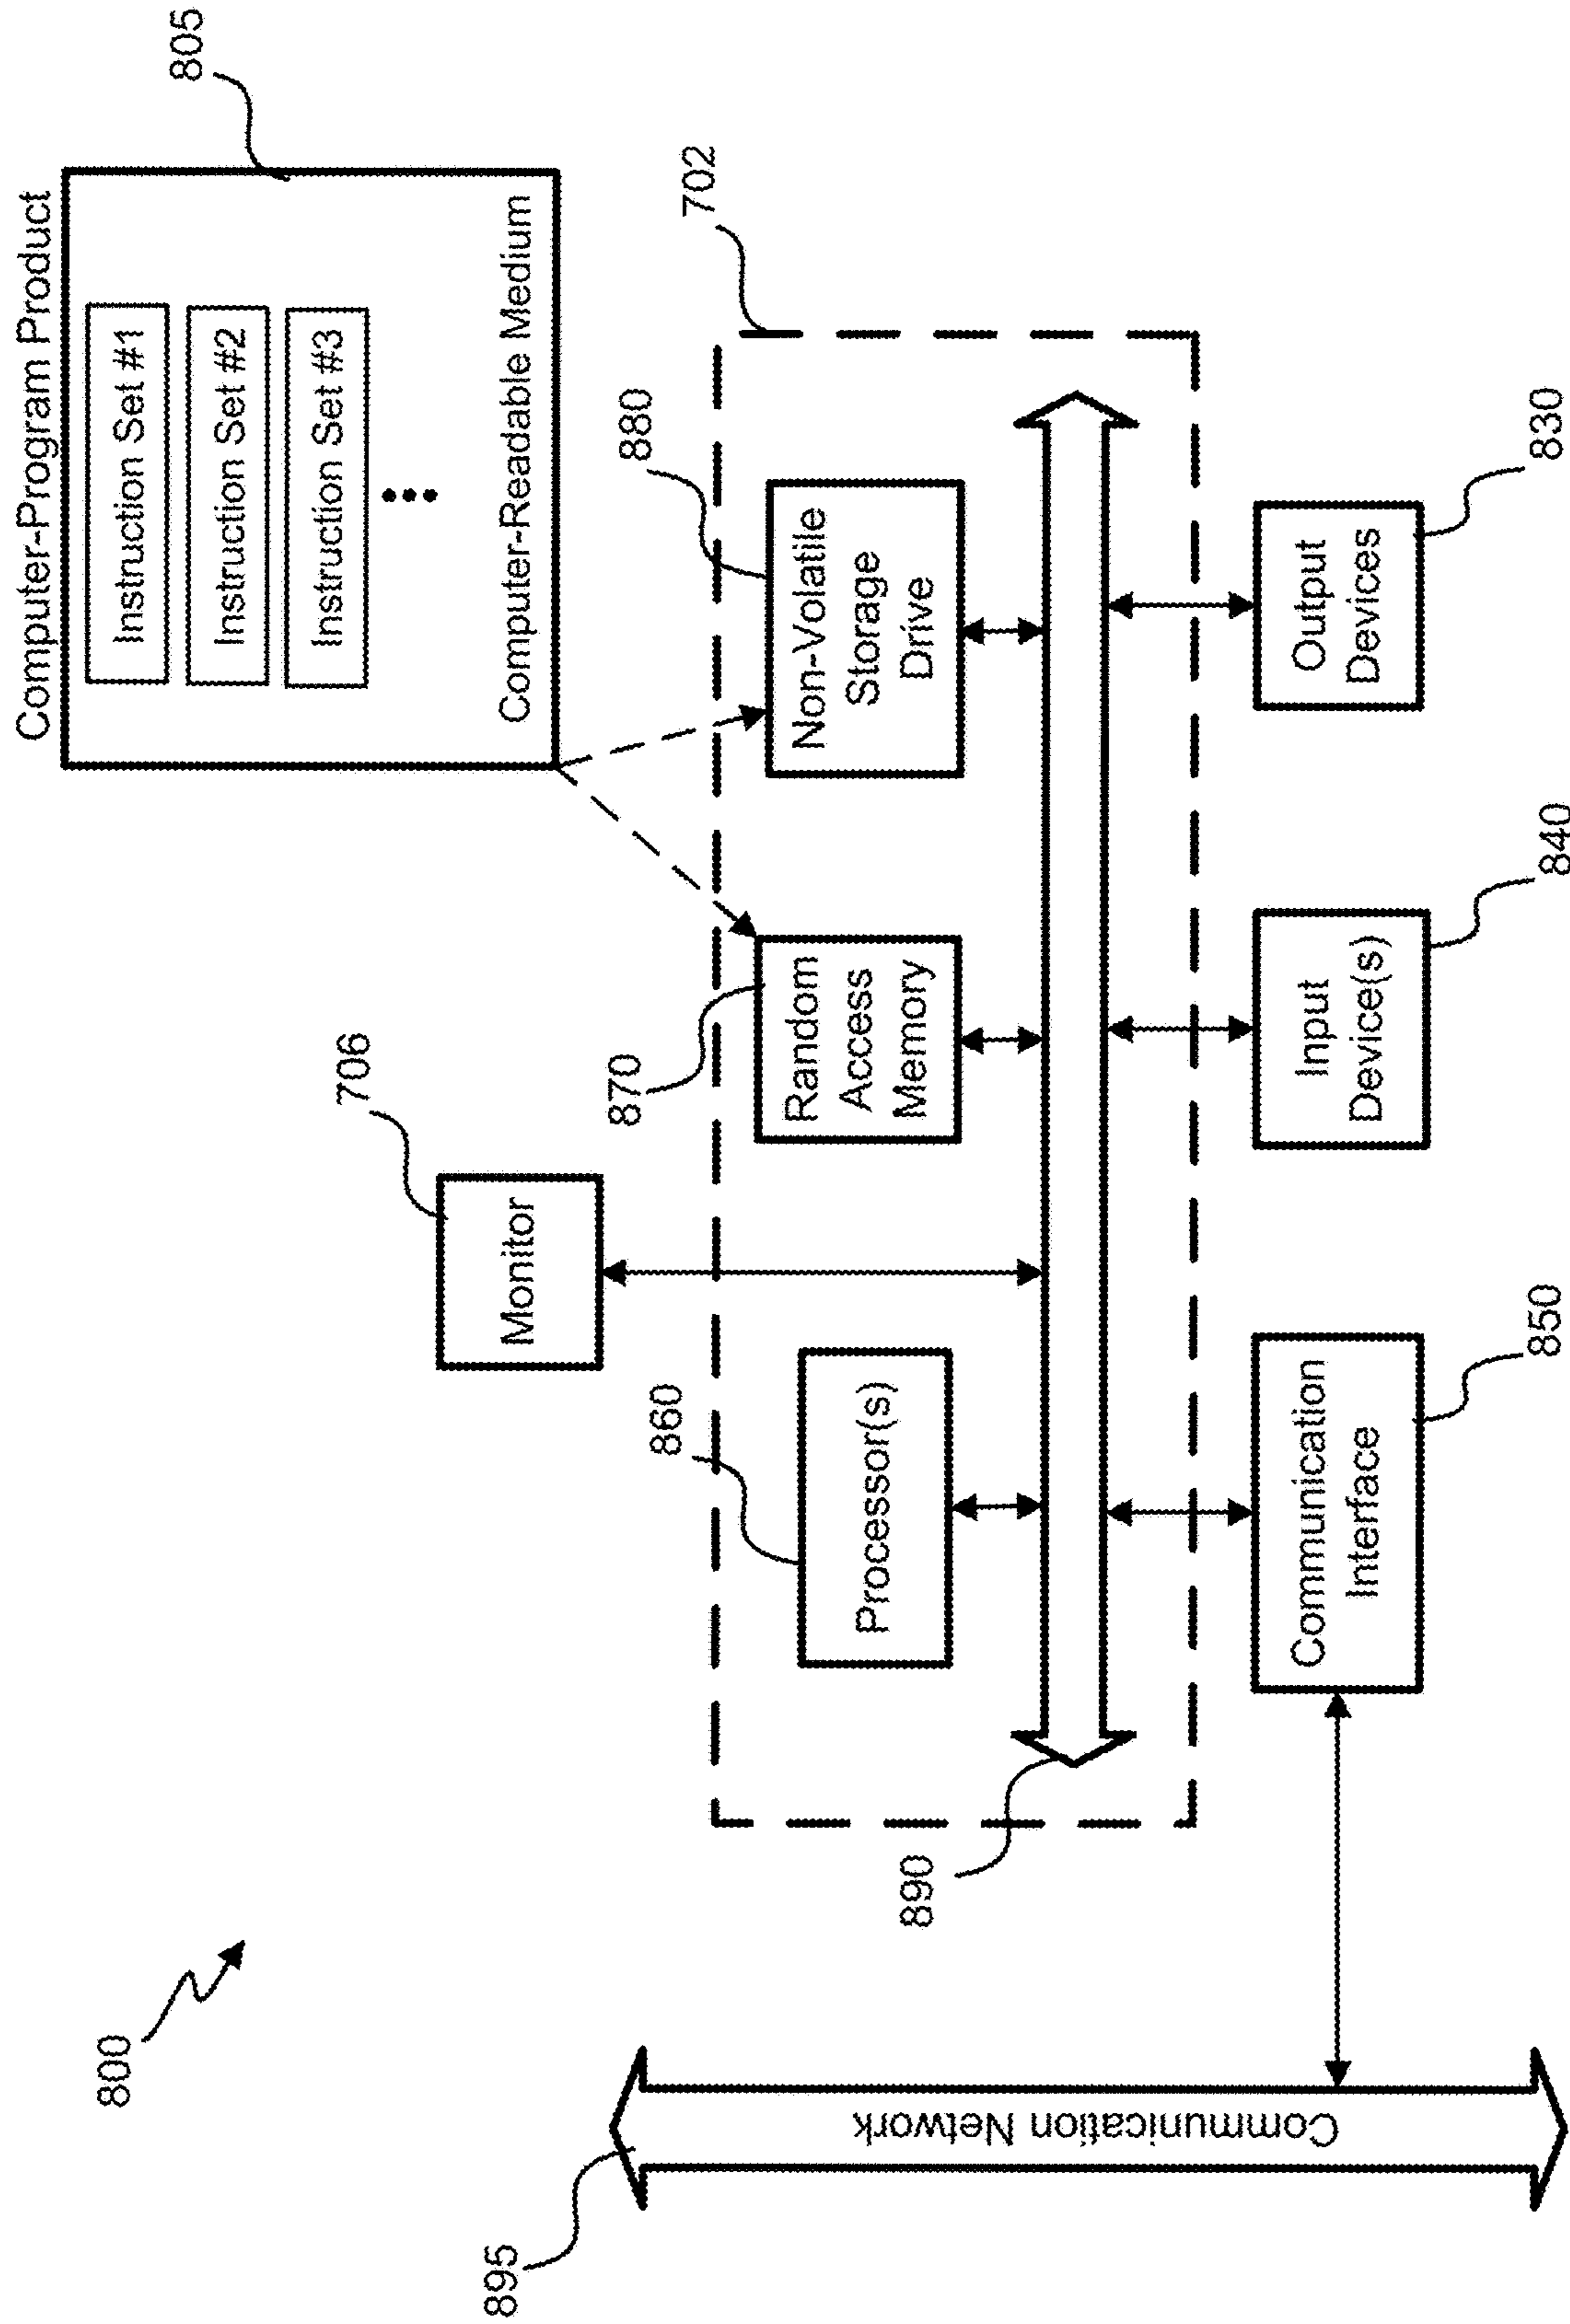 800
Computer-Program Product
Instruction Set #1
Instruction Set #2
Instruction Set #3
Computer-Readable Medium
805
706
Monitor
702
860
Processor(s)
870
Random
Access
Memory
880
Non-Volatile
Storage
Drive
890
895
Communication Network
Communication
Interface
850
Input
Device(s)
840
Output
Devices
830